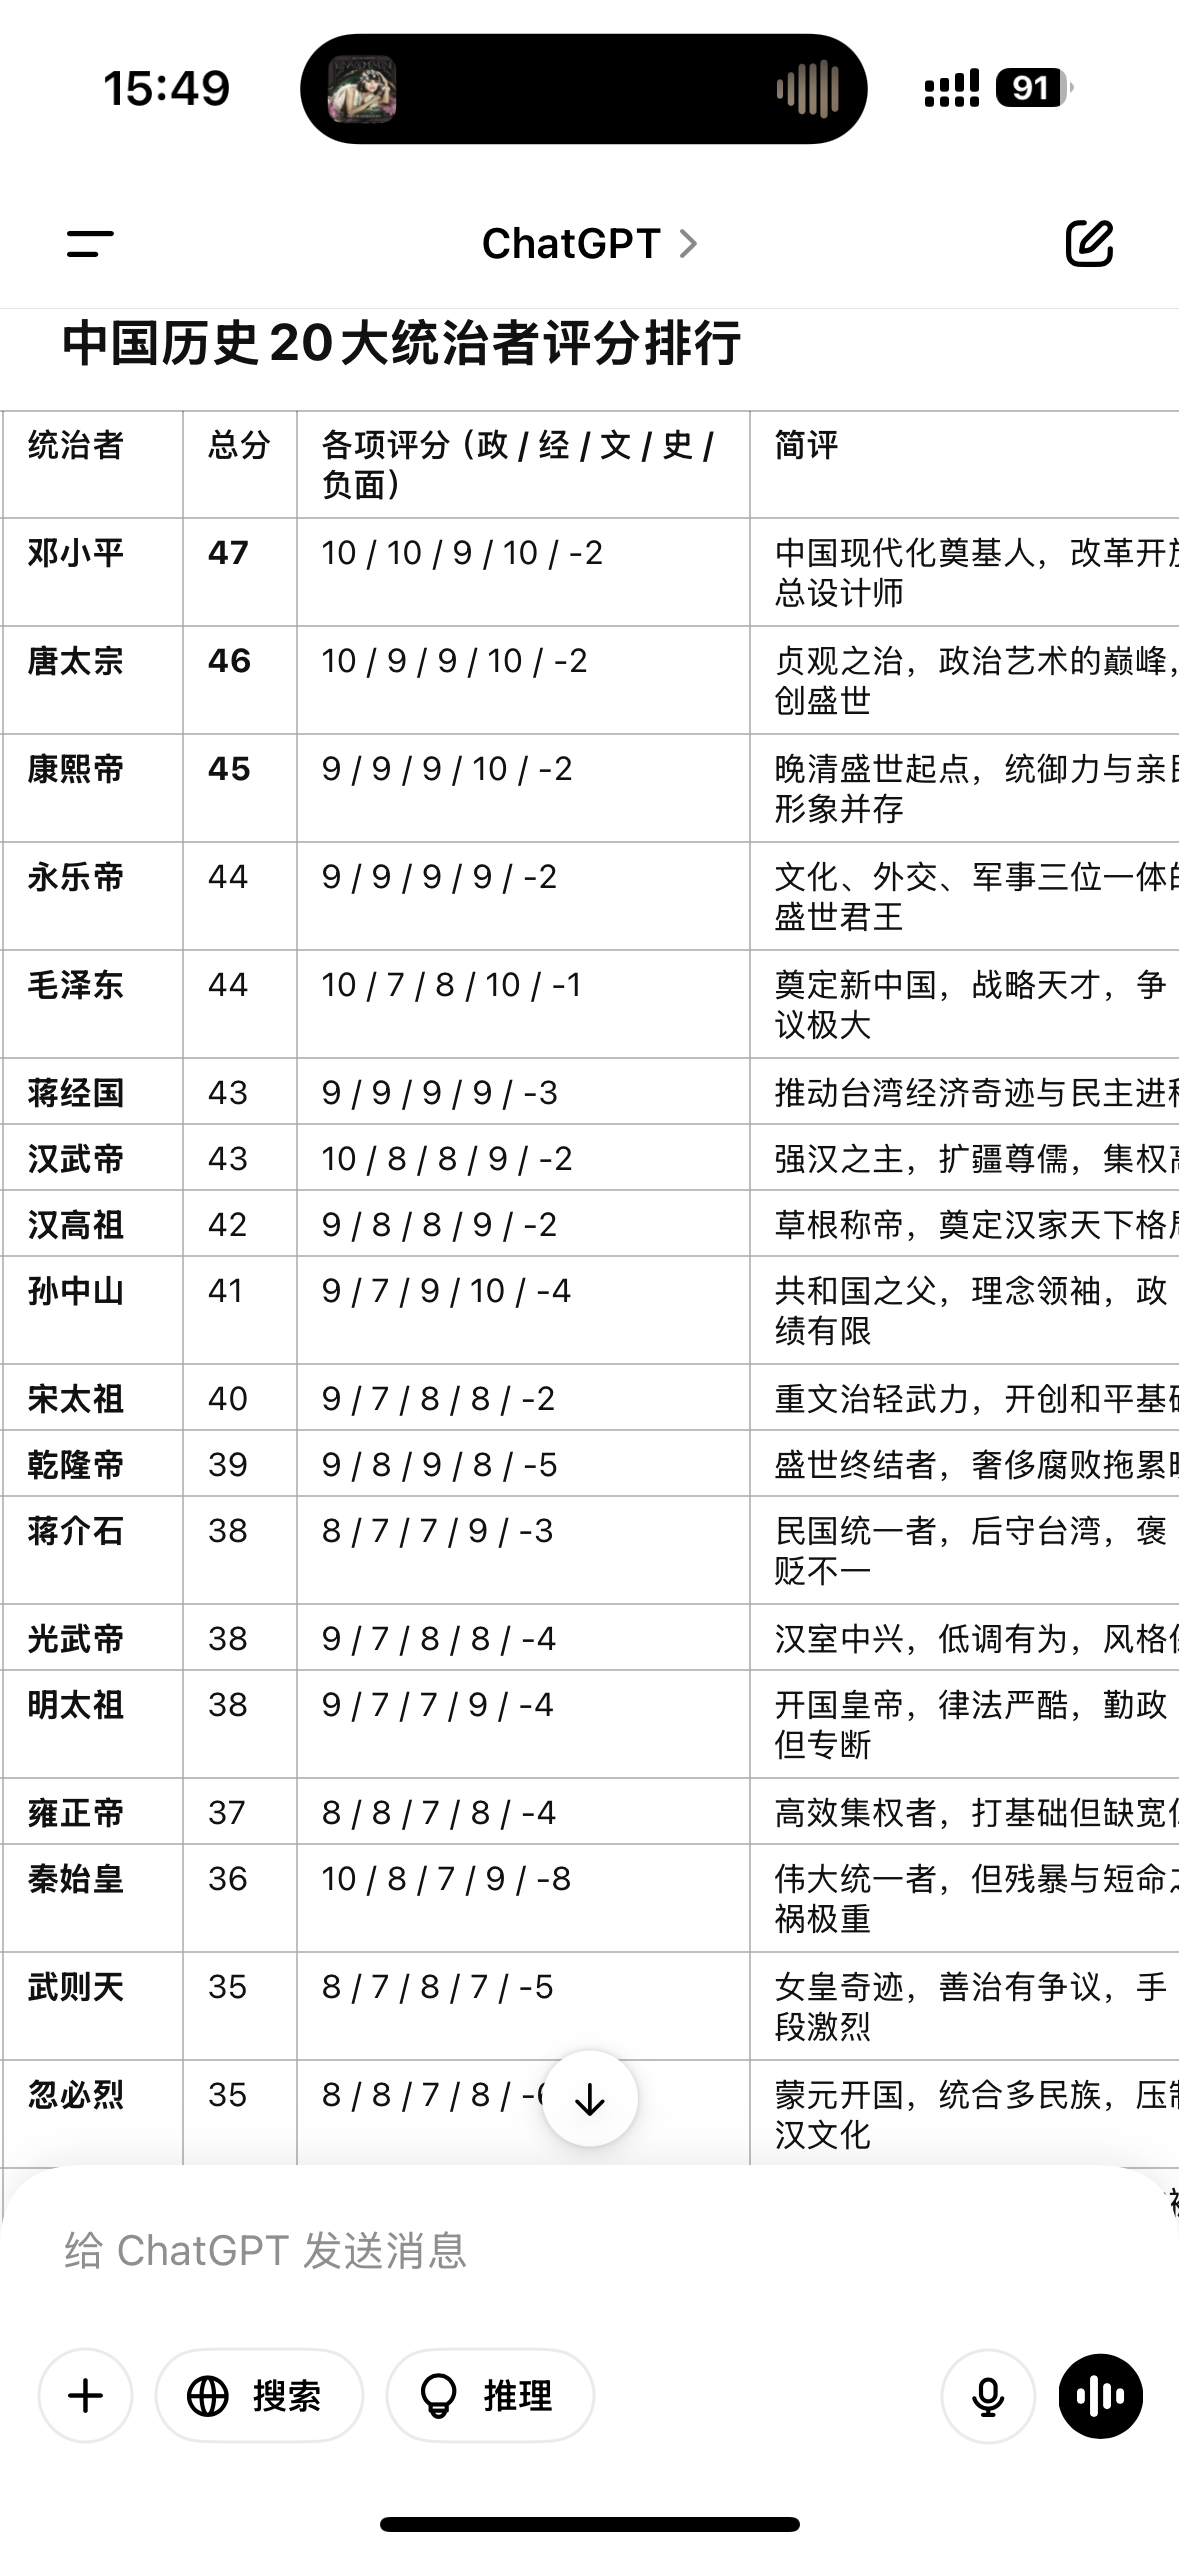 15:49
91
ChatGPT
中国历史20大统治者评分排行
统治者 总分 各项评分（政 / 经 / 文 / 史 / 负面） 简评
邓小平 47 10 / 10 / 9 / 10 / -2 中国现代化奠基人，改革开放
总设计师
唐太宗 46 10 / 9 / 9 / 10 / -2 贞观之治，政治艺术的巅峰，
创盛世
康熙帝 45 9 / 9 / 9 / 10 / -2 晚清盛世起点，统御力与亲民
形象并存
永乐帝 44 9 / 9 / 9 / 9 / -2 文化、外交、军事三位一体的
盛世君王
毛泽东 44 10 / 7 / 8 / 10 / -1 奠定新中国，战略天才，争
议极大
蒋经国 43 9 / 9 / 9 / 9 / -3 推动台湾经济奇迹与民主进程
汉武帝 43 10 / 8 / 8 / 9 / -2 强汉之主，扩疆尊儒，集权高
汉高祖 42 9 / 8 / 8 / 9 / -2 草根称帝，奠定汉家天下格局
孙中山 41 9 / 7 / 9 / 10 / -4 共和国之父，理念领袖，政
绩有限
宋太祖 40 9 / 7 / 8 / 8 / -2 重文治轻武力，开创和平基础
乾隆帝 39 9 / 8 / 9 / 8 / -5 盛世终结者，奢侈腐败拖累晚
蒋介石 38 8 / 7 / 7 / 9 / -3 民国统一者，后守台湾，褒
贬不一
光武帝 38 9 / 7 / 8 / 8 / -4 汉室中兴，低调有为，风格保
明太祖 38 9 / 7 / 7 / 9 / -4 开国皇帝，律法严酷，勤政
但专断
雍正帝 37 8 / 8 / 7 / 8 / -4 高效集权者，打基础但缺宽仁
秦始皇 36 10 / 8 / 7 / 9 / -8 伟大统一者，但残暴与短命之
祸极重
武则天 35 8 / 7 / 8 / 7 / -5 女皇奇迹，善治有争议，手
段激烈
忽必烈 35 8 / 8 / 7 / 8 / -6 蒙元开国，统合多民族，压制
汉文化
给 ChatGPT 发送消息
搜索
推理